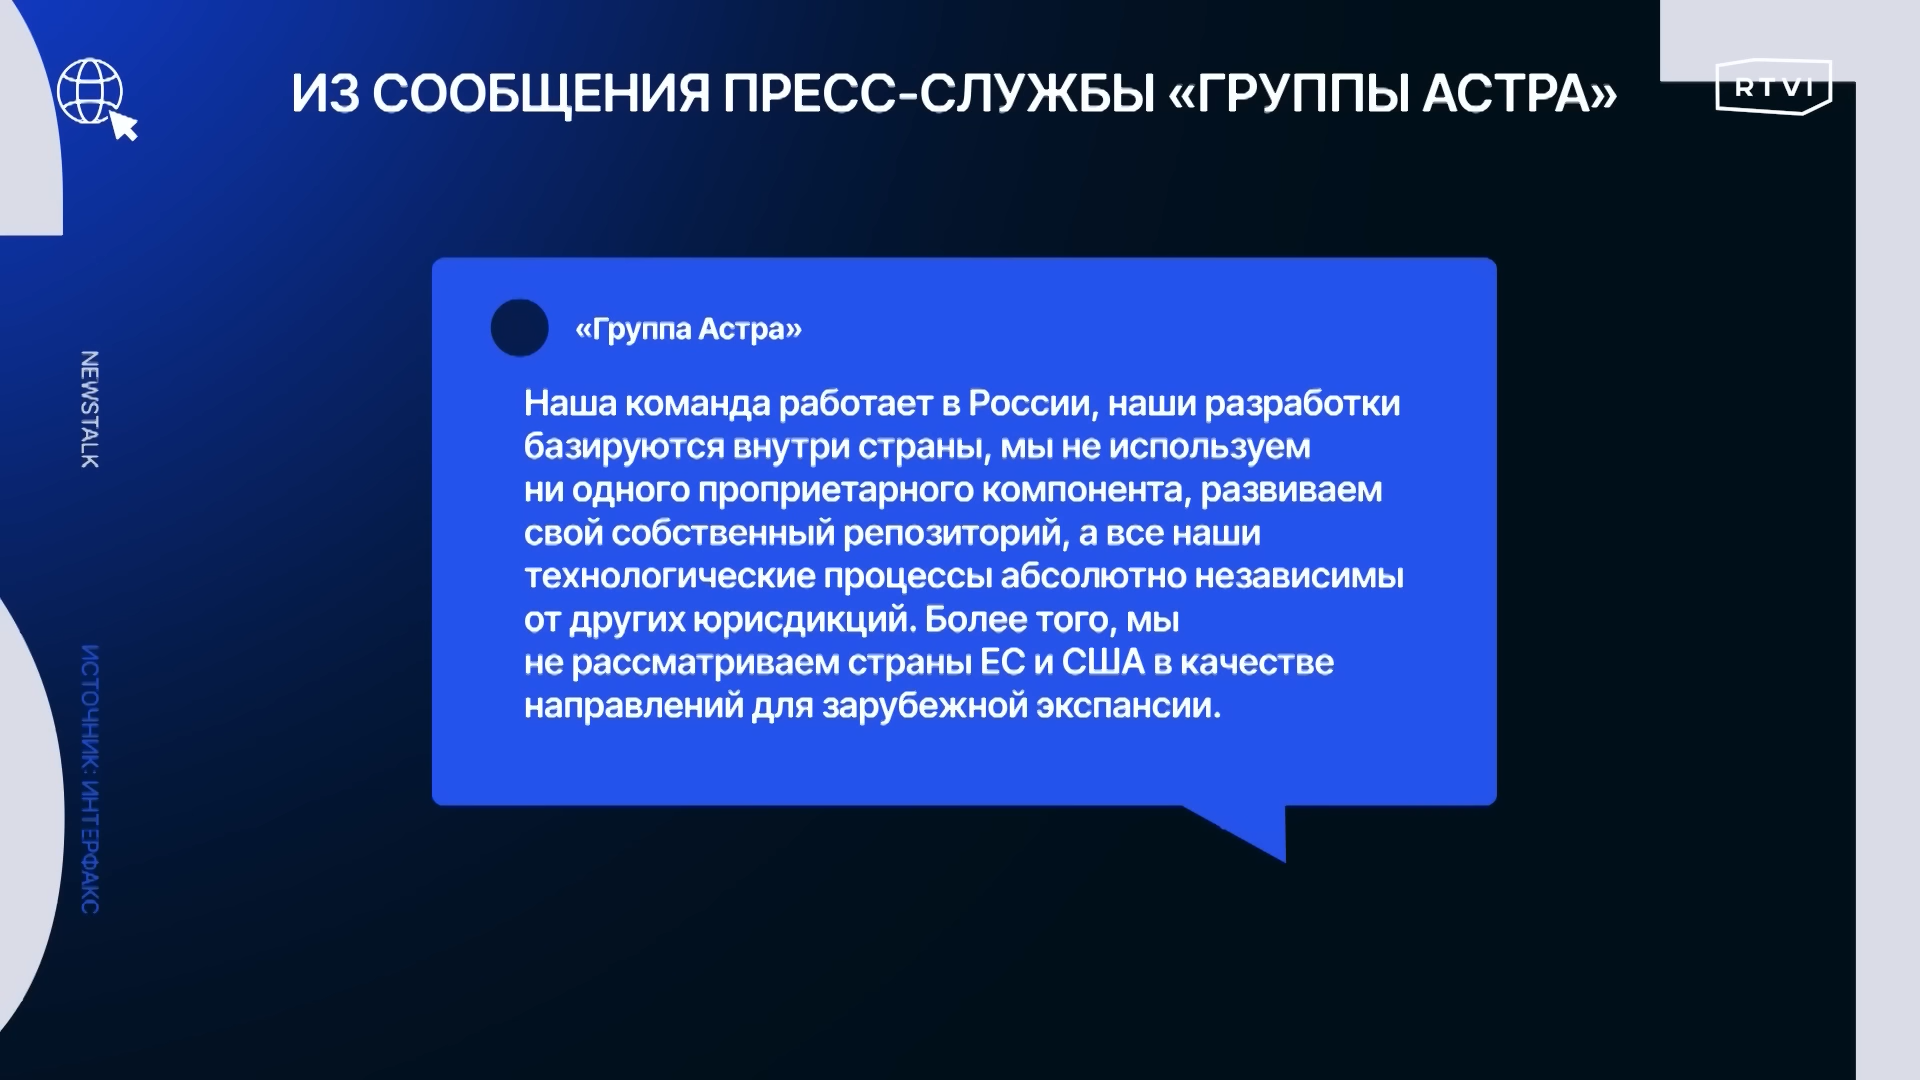 ИЗ СООБЩЕНИЯ ПРЕСС-СЛУЖБЫ «ГРУППЫ АСТРА»
RTVI
«Группа Астра»
Наша команда работает в России, наши разработки
базируются внутри страны, мы не используем
ни одного проприетарного компонента, развиваем
свой собственный репозиторий, а все наши
технологические процессы абсолютно независимы
от других юрисдикций. Более того, мы
не рассматриваем страны ЕС и США в качестве
направлений для зарубежной экспансии.
NEWSTALK
ИСТОЧНИК: ИНТЕРФАКС